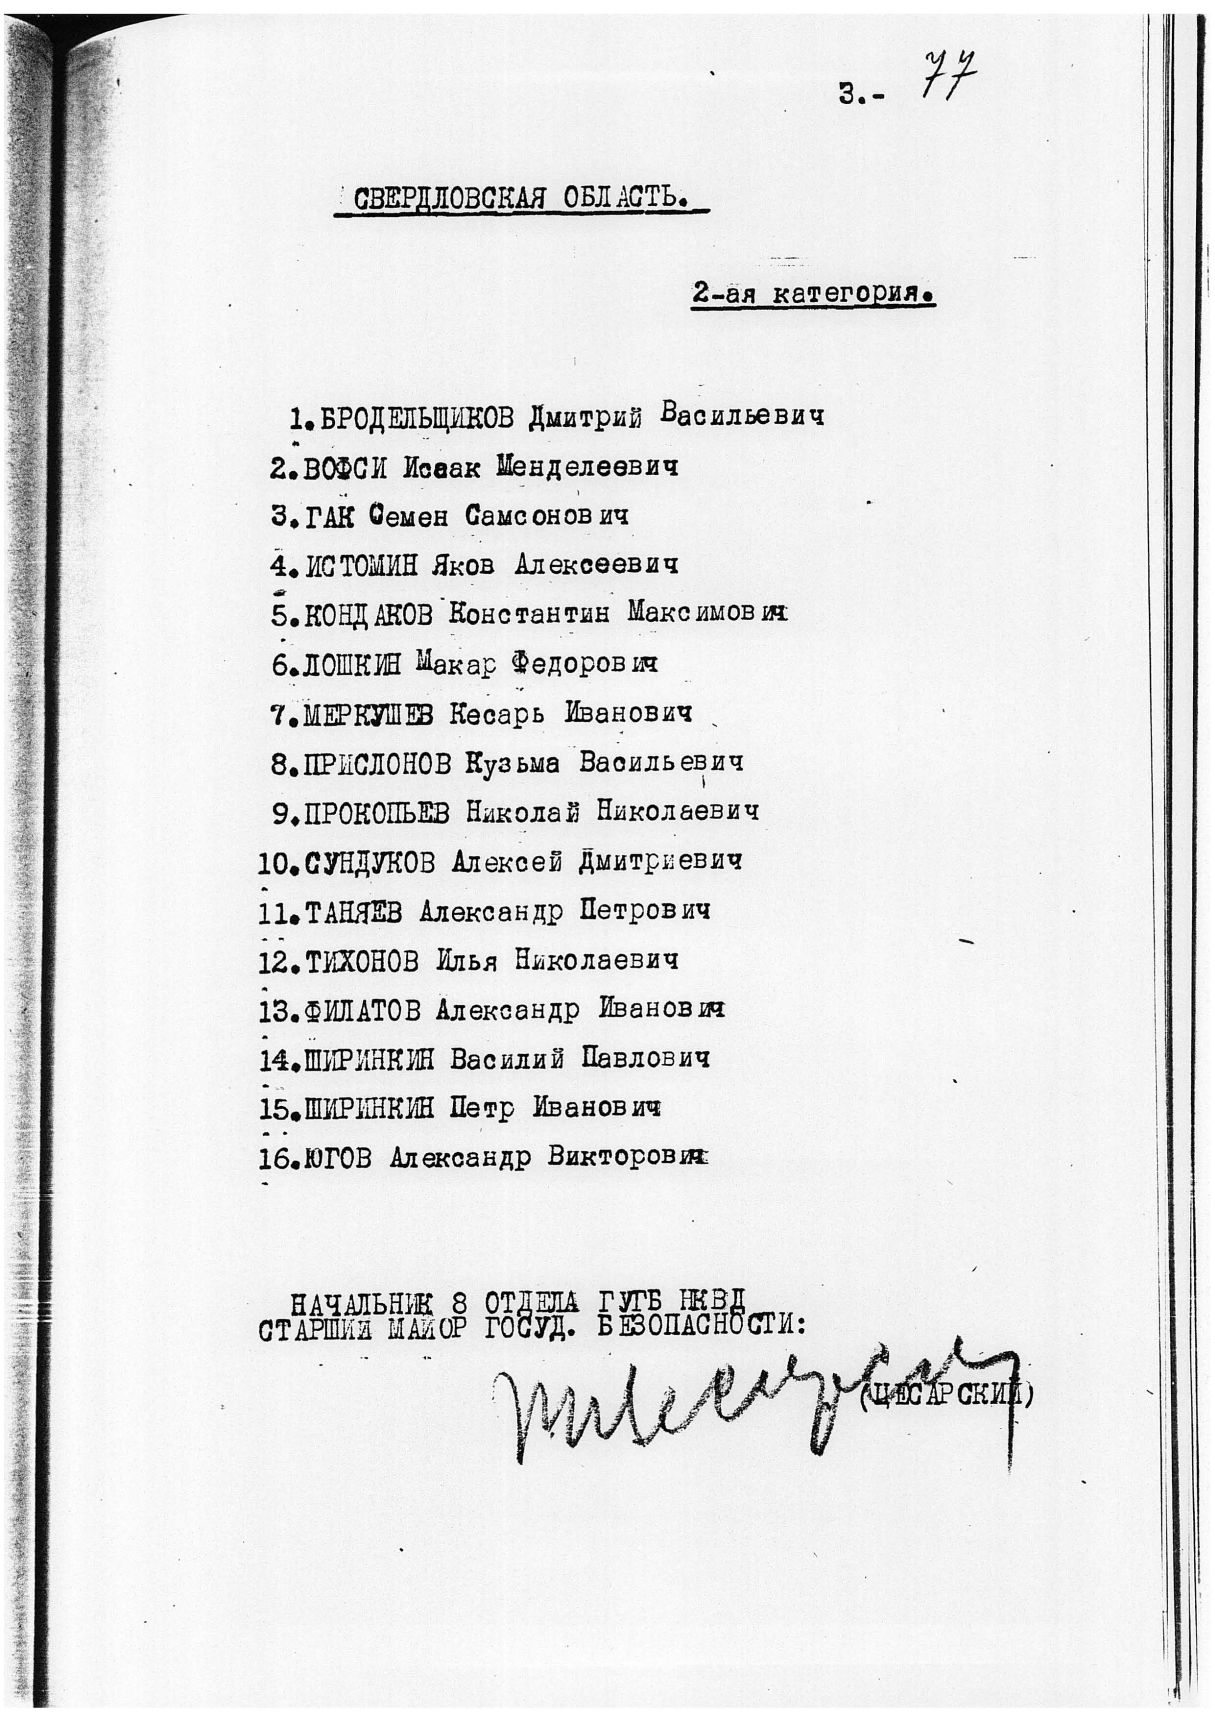 3.- 77
СВЕРДЛОВСКАЯ ОБЛАСТЬ.
2-ая категория.
1.БРОДЕЛЬЩИКОВ Дмитрий Васильевич
2.ВОФСИ Исаак Менделеевич
3.ГАК Семен Самсонович
4.ИСТОМИН Яков Алексеевич
5.КОНДАКОВ Константин Максимович
6.ЛОШКИН Макар Федорович
7.МЕРКУШЕВ Кесарь Иванович
8.ПРИСЛОНОВ Кузьма Васильевич
9.ПРОКОПЬЕВ Николай Николаевич
10.СУНДУКОВ Алексей Дмитриевич
11.ТАНЯЕВ Александр Петрович
12.ТИХОНОВ Илья Николаевич
13.ФИЛАТОВ Александр Иванович
14.ШИРИНКИН Василий Павлович
15.ШИРИНКИН Петр Иванович
16.ЮГОВ Александр Викторович
НАЧАЛЬНИК 8 ОТДЕЛА ГУГБ НКВД
СТАРШИЙ МАЙОР ГОСУД. БЕЗОПАСНОСТИ:
(ЦЕСАРСКИЙ)